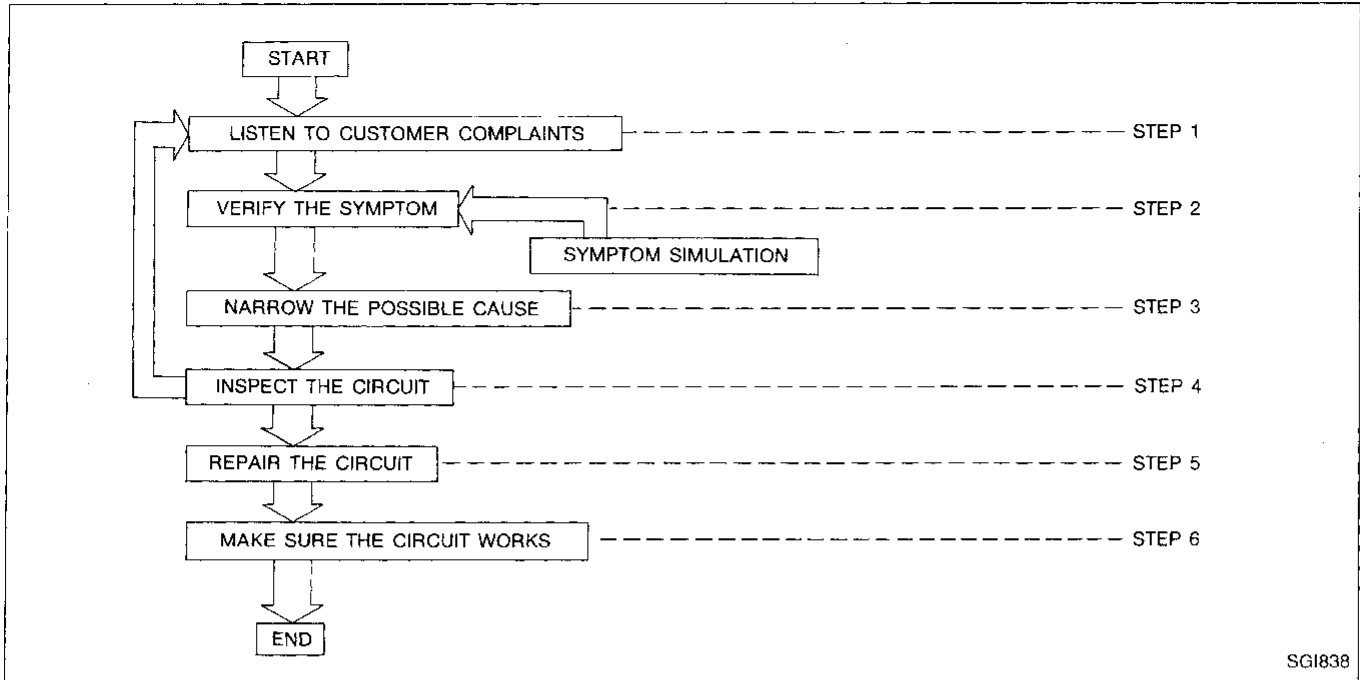 START
LISTEN TO CUSTOMER COMPLAINTS
STEP 1
VERIFY THE SYMPTOM
STEP 2
SYMPTOM SIMULATION
NARROW THE POSSIBLE CAUSE
STEP 3
INSPECT THE CIRCUIT
STEP 4
REPAIR THE CIRCUIT
STEP 5
MAKE SURE THE CIRCUIT WORKS
STEP 6
END
SGI838